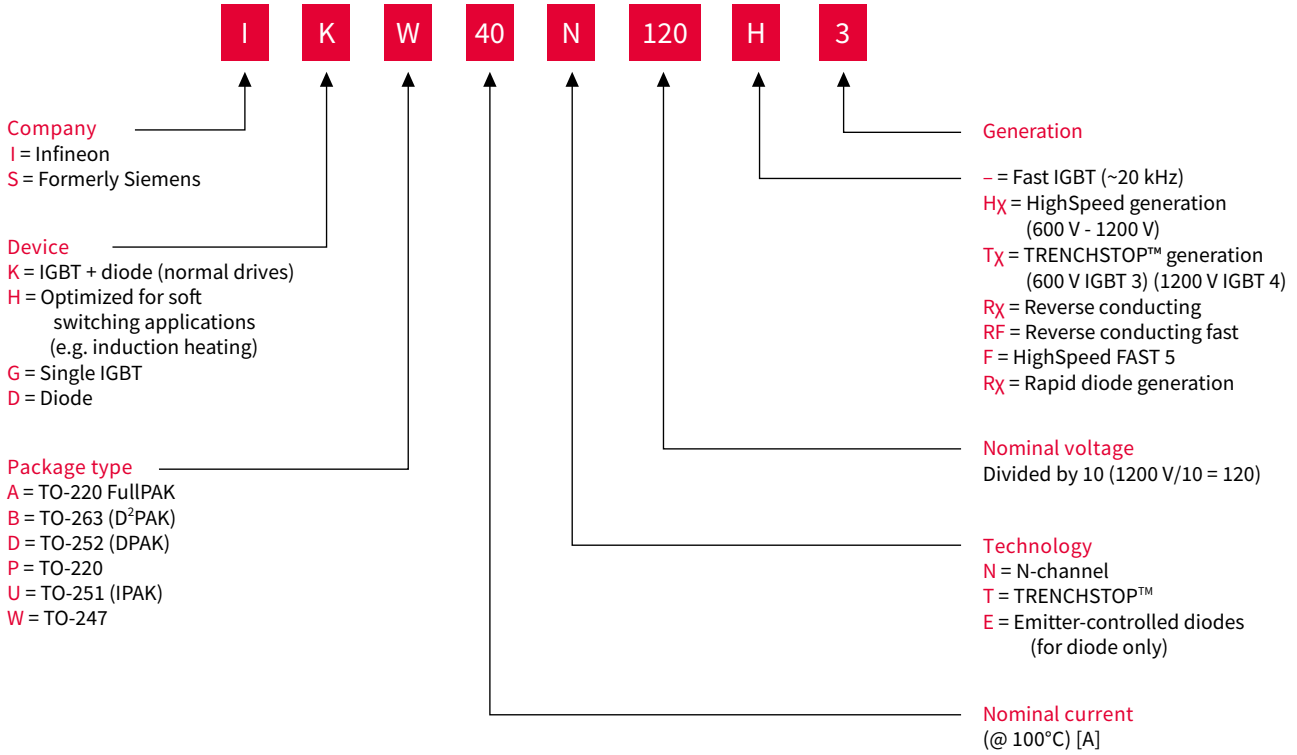 I K W 40 N 120 H 3
Company
I = Infineon
S = Formerly Siemens
Device
K = IGBT + diode (normal drives)
H = Optimized for soft
switching applications
(e.g. induction heating)
G = Single IGBT
D = Diode
Package type
A = TO-220 FullPAK
B = TO-263 (D²PAK)
D = TO-252 (DPAK)
P = TO-220
U = TO-251 (IPAK)
W = TO-247
Generation
– = Fast IGBT (~20 kHz)
Hχ = HighSpeed generation
(600 V - 1200 V)
Tχ = TRENCHSTOP™ generation
(600 V IGBT 3) (1200 V IGBT 4)
Rχ = Reverse conducting
RF = Reverse conducting fast
F = HighSpeed FAST 5
Rχ = Rapid diode generation
Nominal voltage
Divided by 10 (1200 V/10 = 120)
Technology
N = N-channel
T = TRENCHSTOP™
E = Emitter-controlled diodes
(for diode only)
Nominal current
(@ 100°C) [A]